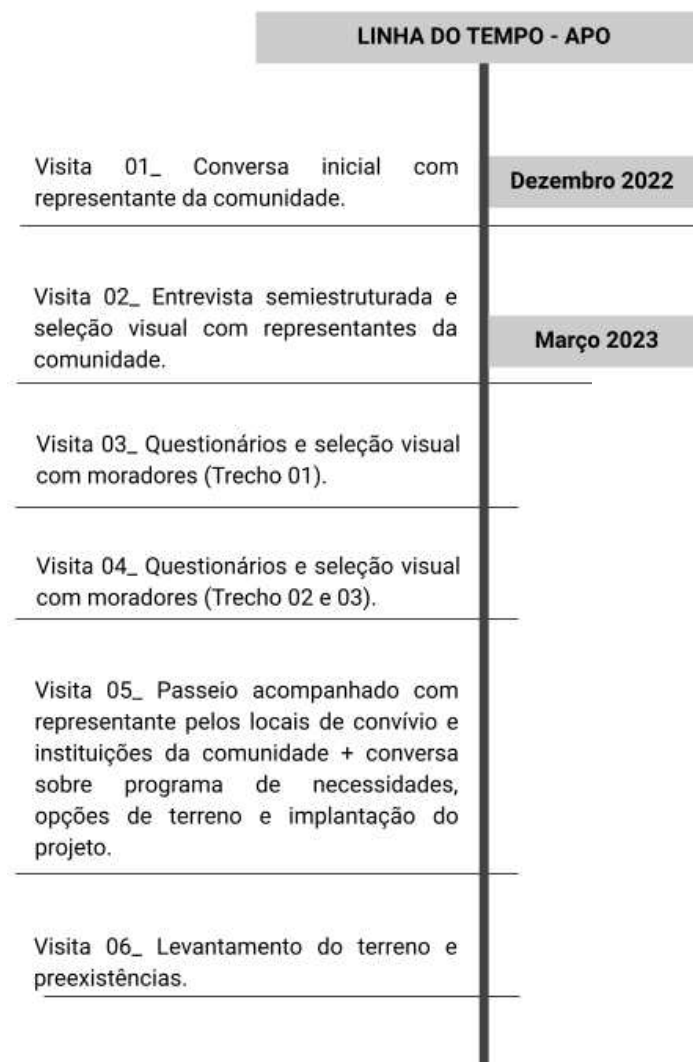 LINHA DO TEMPO - APO
Visita 01_ Conversa inicial com
representante da comunidade.
Dezembro 2022
Visita 02_ Entrevista semiestruturada e
seleção visual com representantes da
comunidade.
Março 2023
Visita 03_ Questionários e seleção visual
com moradores (Trecho 01).
Visita 04_ Questionários e seleção visual
com moradores (Trecho 02 e 03).
Visita 05_ Passeio acompanhado com
representante pelos locais de convívio e
instituições da comunidade + conversa
sobre programa de necessidades,
opções de terreno e implantação do
projeto.
Visita 06_ Levantamento do terreno e
preexistências.